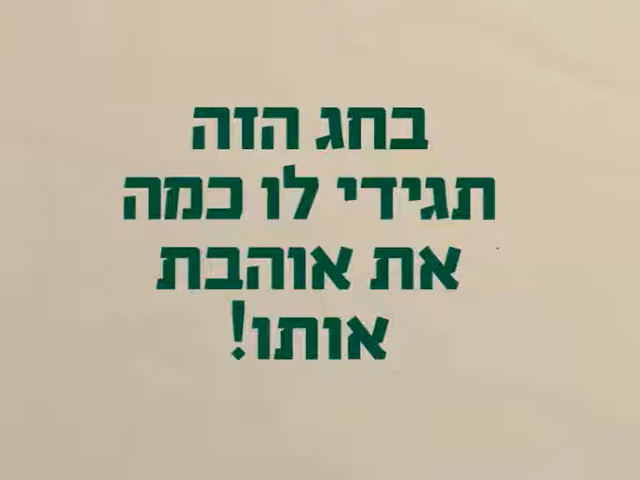 בחג הזה
תגידי לו כמה
את אוהבת
אותו!